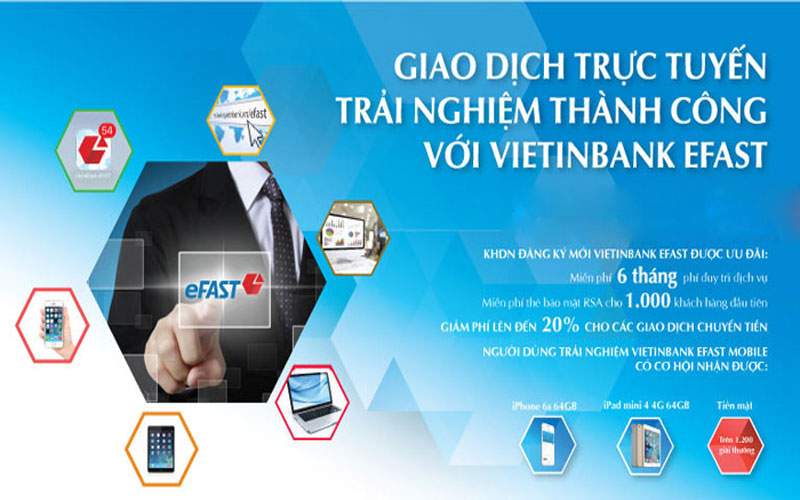 GIAO DỊCH TRỰC TUYẾN
TRẢI NGHIỆM THÀNH CÔNG
VỚI VIETINBANK EFAST
54
efast
eFAST
KHDN ĐĂNG KÝ MỚI VIETINBANK EFAST ĐƯỢC ƯU ĐÃI:
Miễn phí 6 tháng phí duy trì dịch vụ
Miễn phí thẻ bảo mật RSA cho 1.000 khách hàng đầu tiên
GIẢM PHÍ LÊN ĐẾN 20% CHO CÁC GIAO DỊCH CHUYỂN TIỀN
NGƯỜI DÙNG TRẢI NGHIỆM VIETINBANK EFAST MOBILE
CÓ CƠ HỘI NHẬN ĐƯỢC:
iPhone 6s 64GB
iPad mini 4 4G 64GB
Tiền mặt
Trên 1.200
giải thưởng